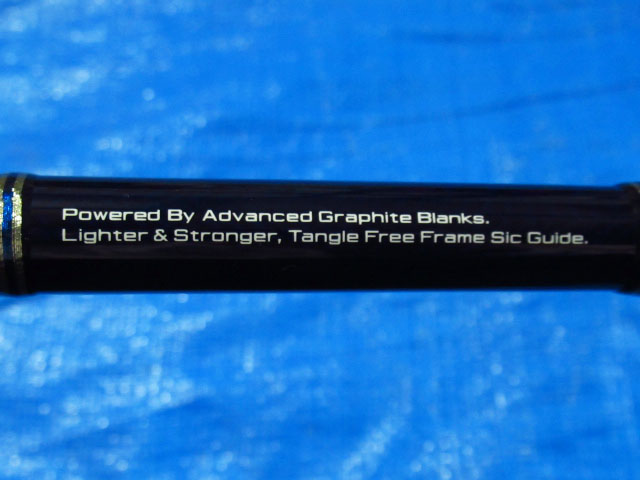 Powered By Advanced Graphite Blanks.
Lighter & Stronger, Tangle Free Frame Sic Guide.